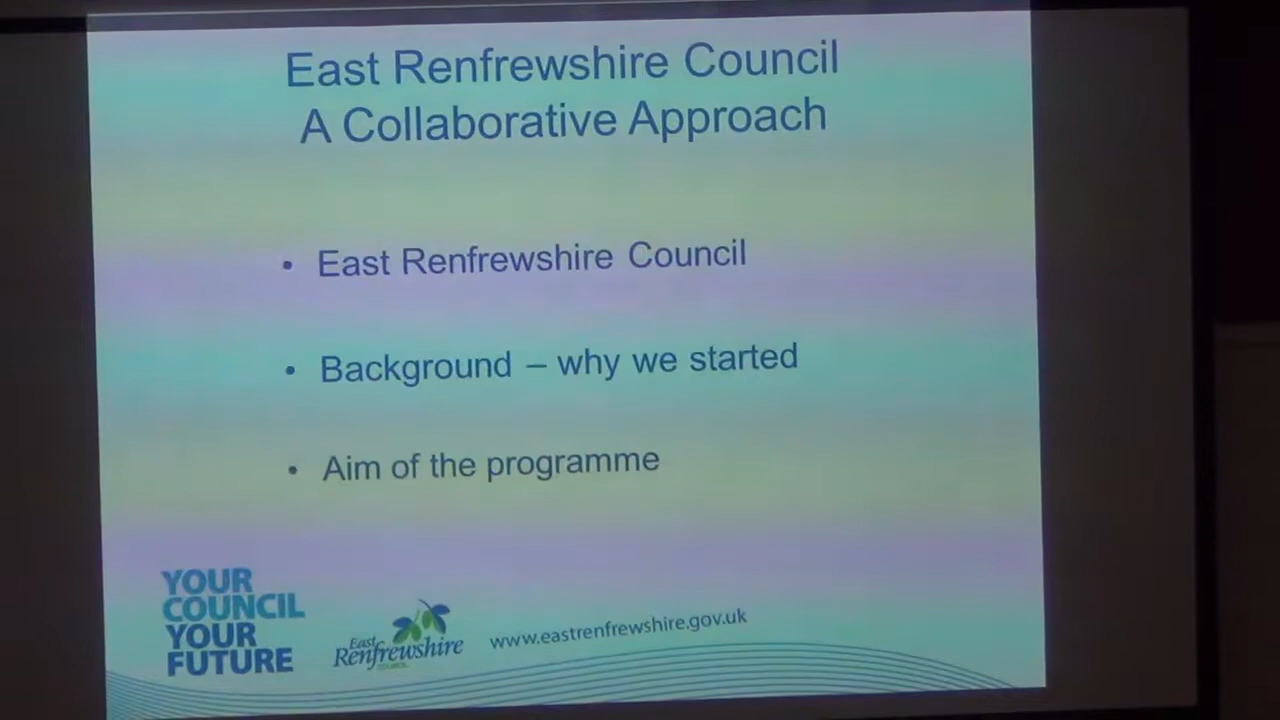 East Renfrewshire Council
A Collaborative Approach
• East Renfrewshire Council
• Background – why we started
• Aim of the programme
YOUR
COUNCIL
YOUR
FUTURE
East
Renfrewshire
COUNCIL
www.eastrenfrewshire.gov.uk